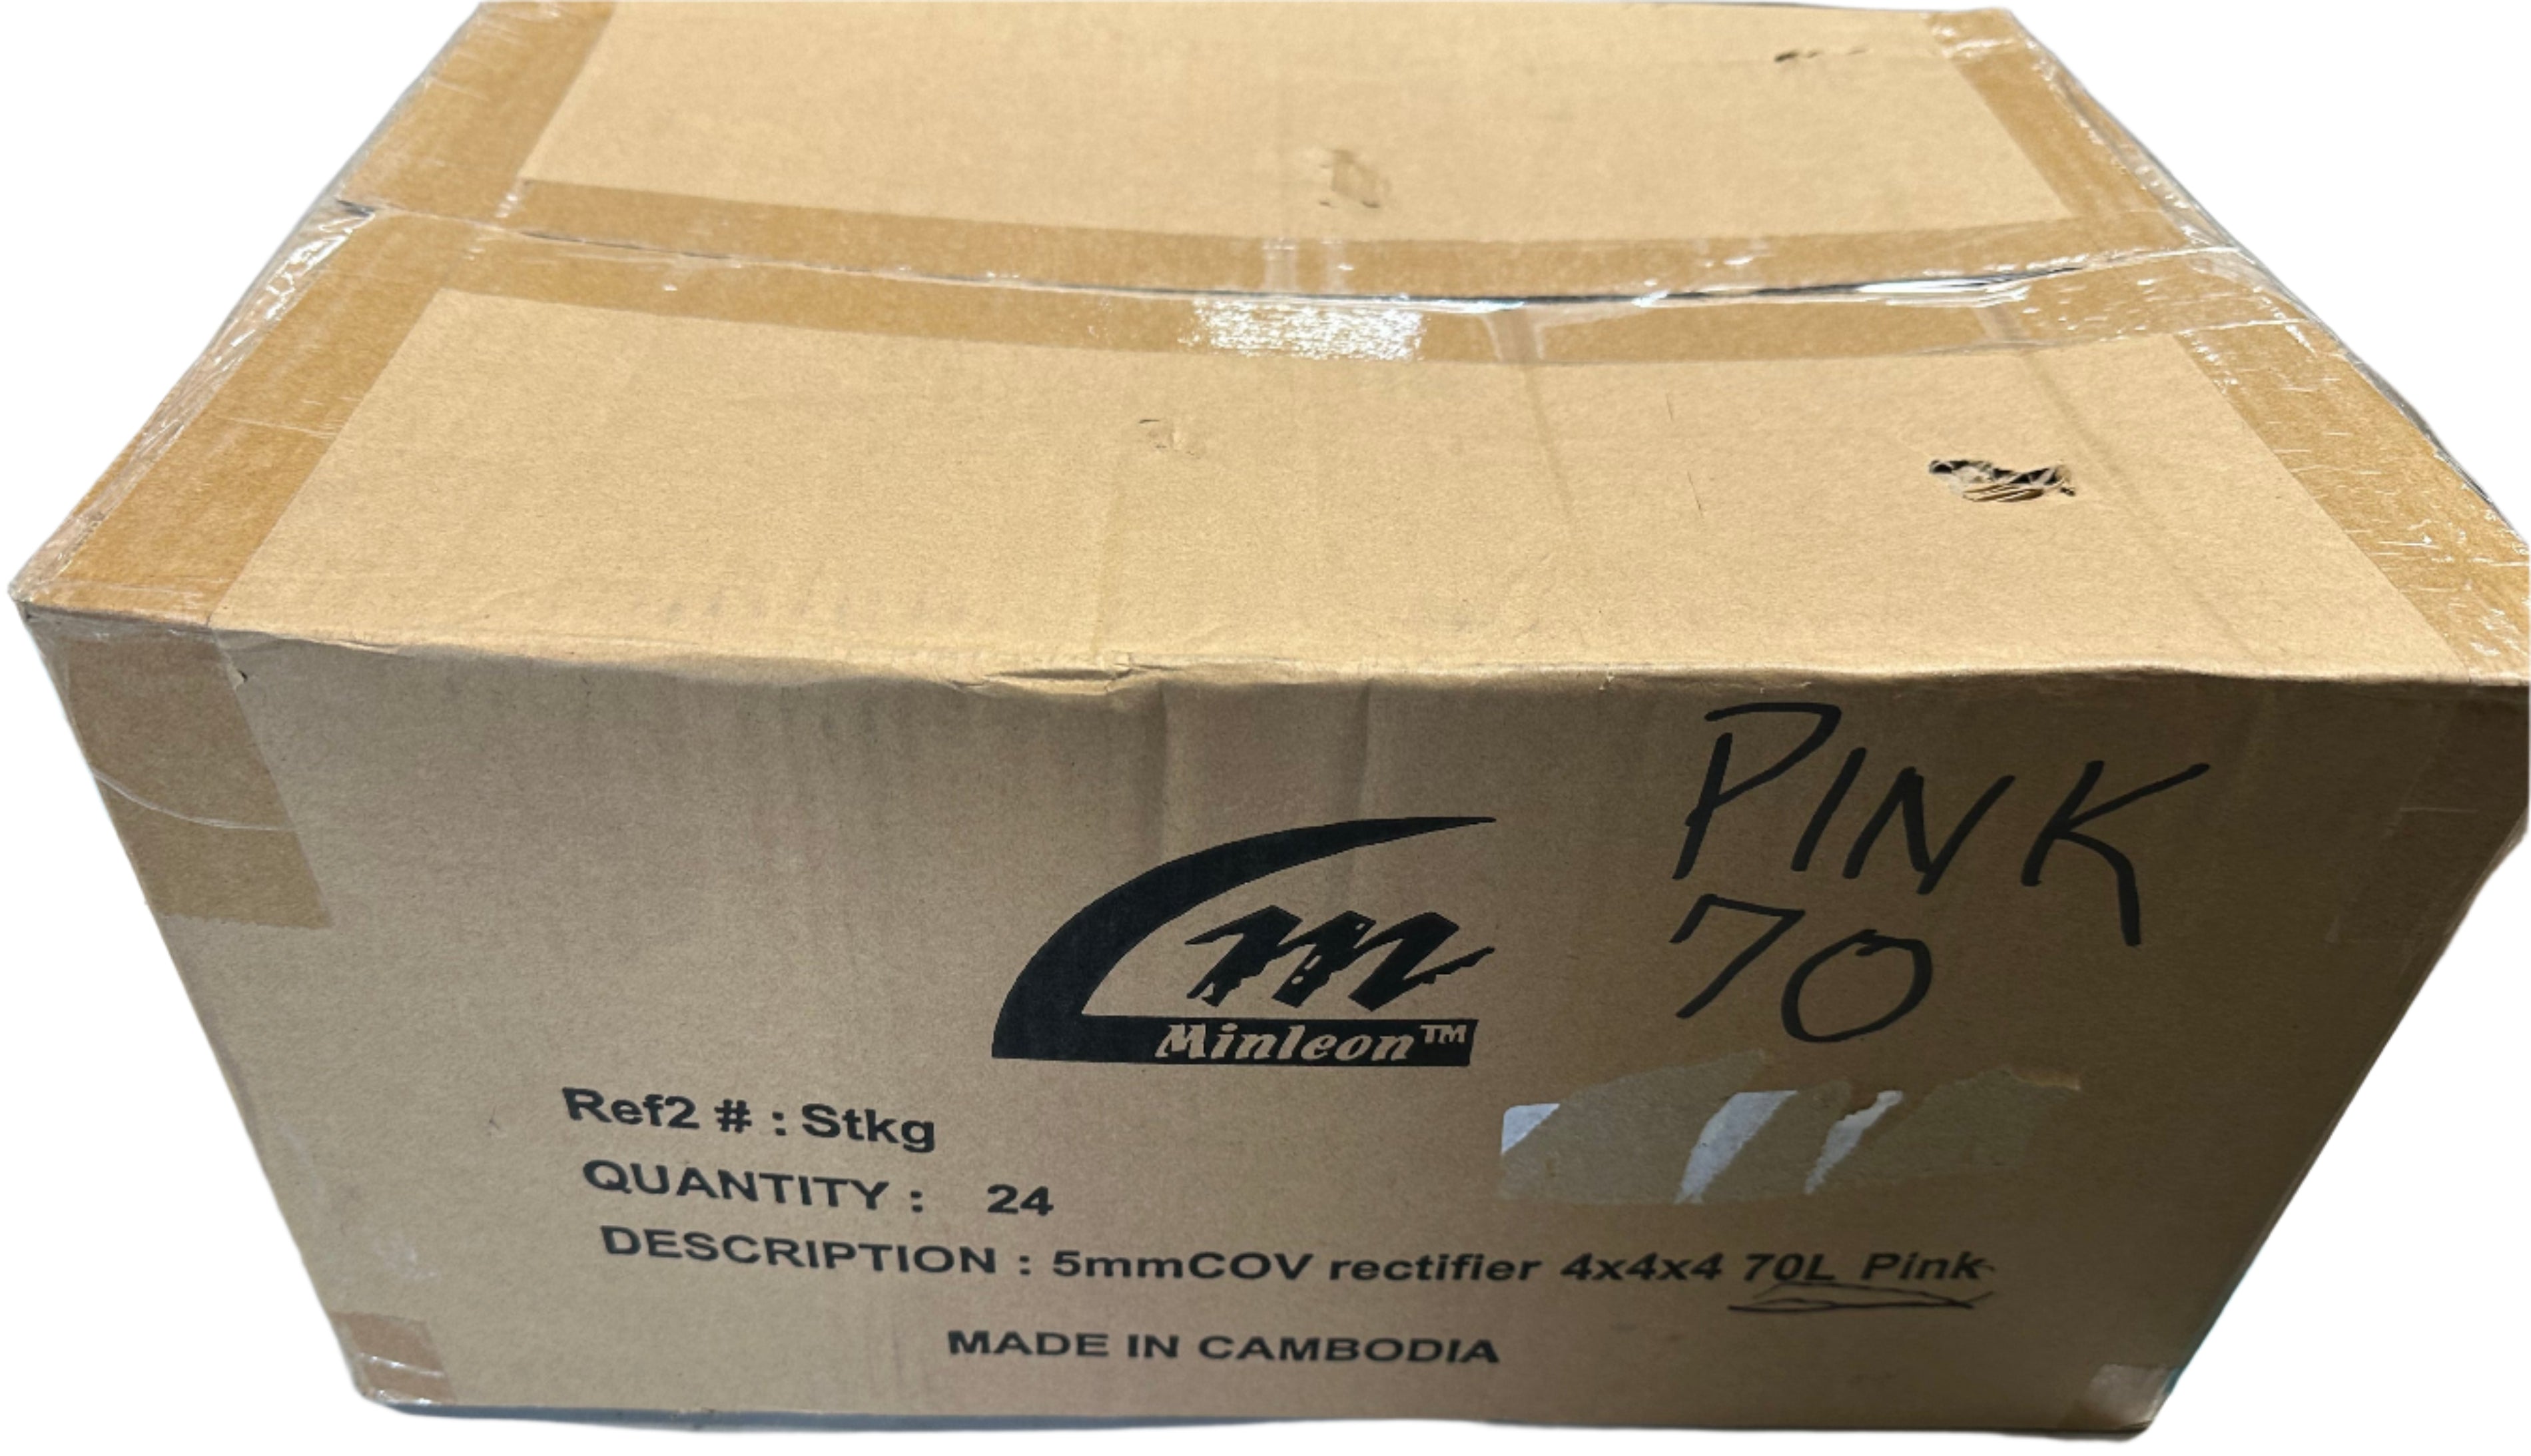 PINK
70
m
Minleon™
Ref2 # : Stkg
QUANTITY : 24
DESCRIPTION : 5mmCOV rectifier 4x4x4 70L Pink
MADE IN CAMBODIA